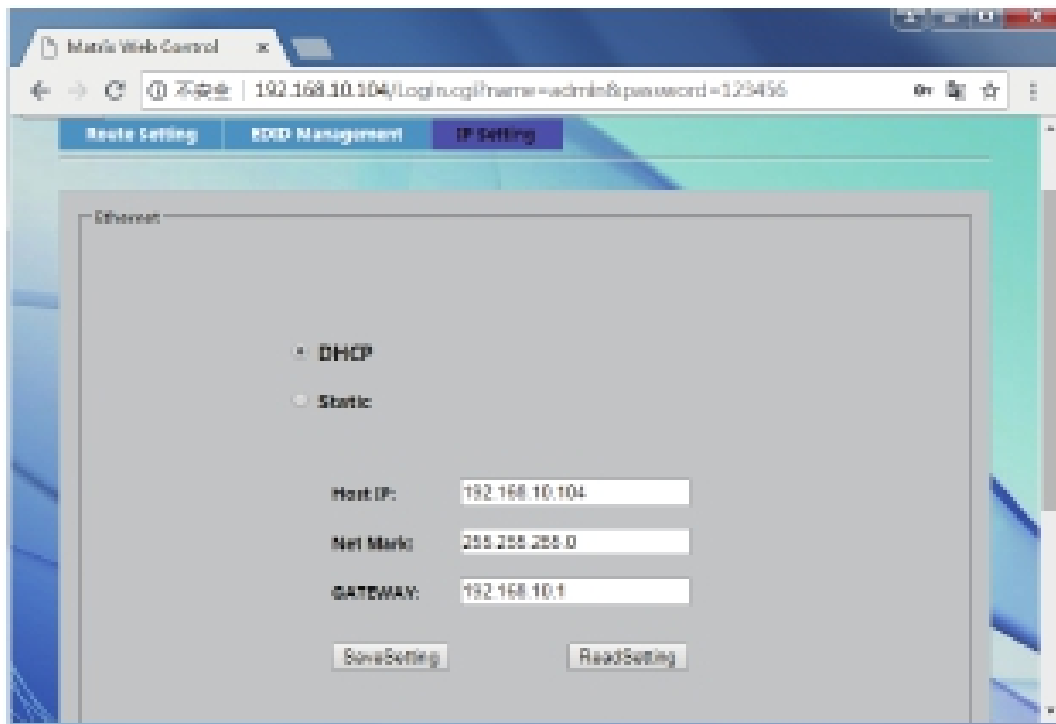 Matrix Web Control
不安全 | 192.168.10.104/Login.cgi?name=admin&password=123456
Route Setting EDID Management IP Setting
Ethernet
DHCP
Static
Host IP: 192.168.10.104
Net Mark: 255.255.255.0
GATEWAY: 192.168.10.1
SaveSetting ReadSetting